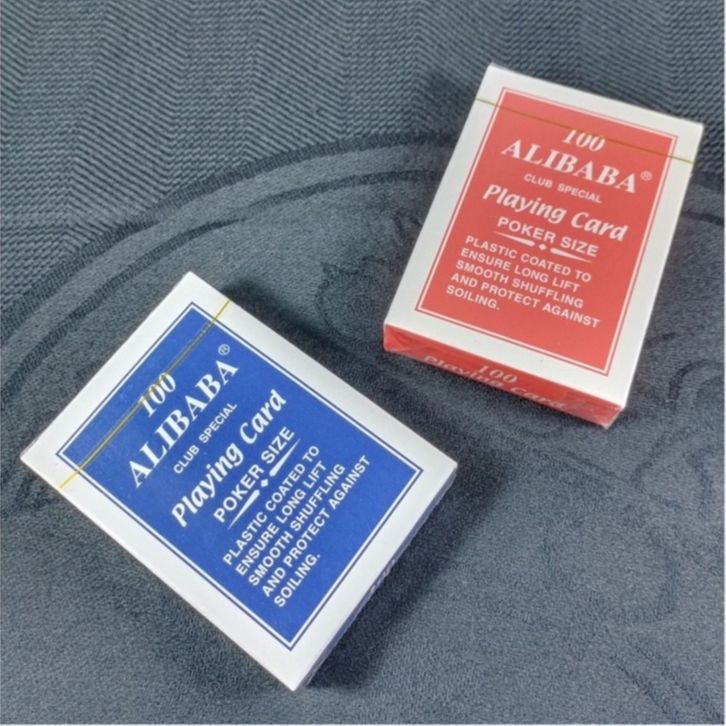 100
ALIBABA®
CLUB SPECIAL
Playing Card
POKER SIZE
PLASTIC COATED TO
ENSURE LONG LIFT
SMOOTH SHUFFLING
AND PROTECT AGAINST
SOILING.
100
Playing Card
100
ALIBABA®
CLUB SPECIAL
Playing Card
POKER SIZE
PLASTIC COATED TO
ENSURE LONG LIFT
SMOOTH SHUFFLING
AND PROTECT AGAINST
SOILING.